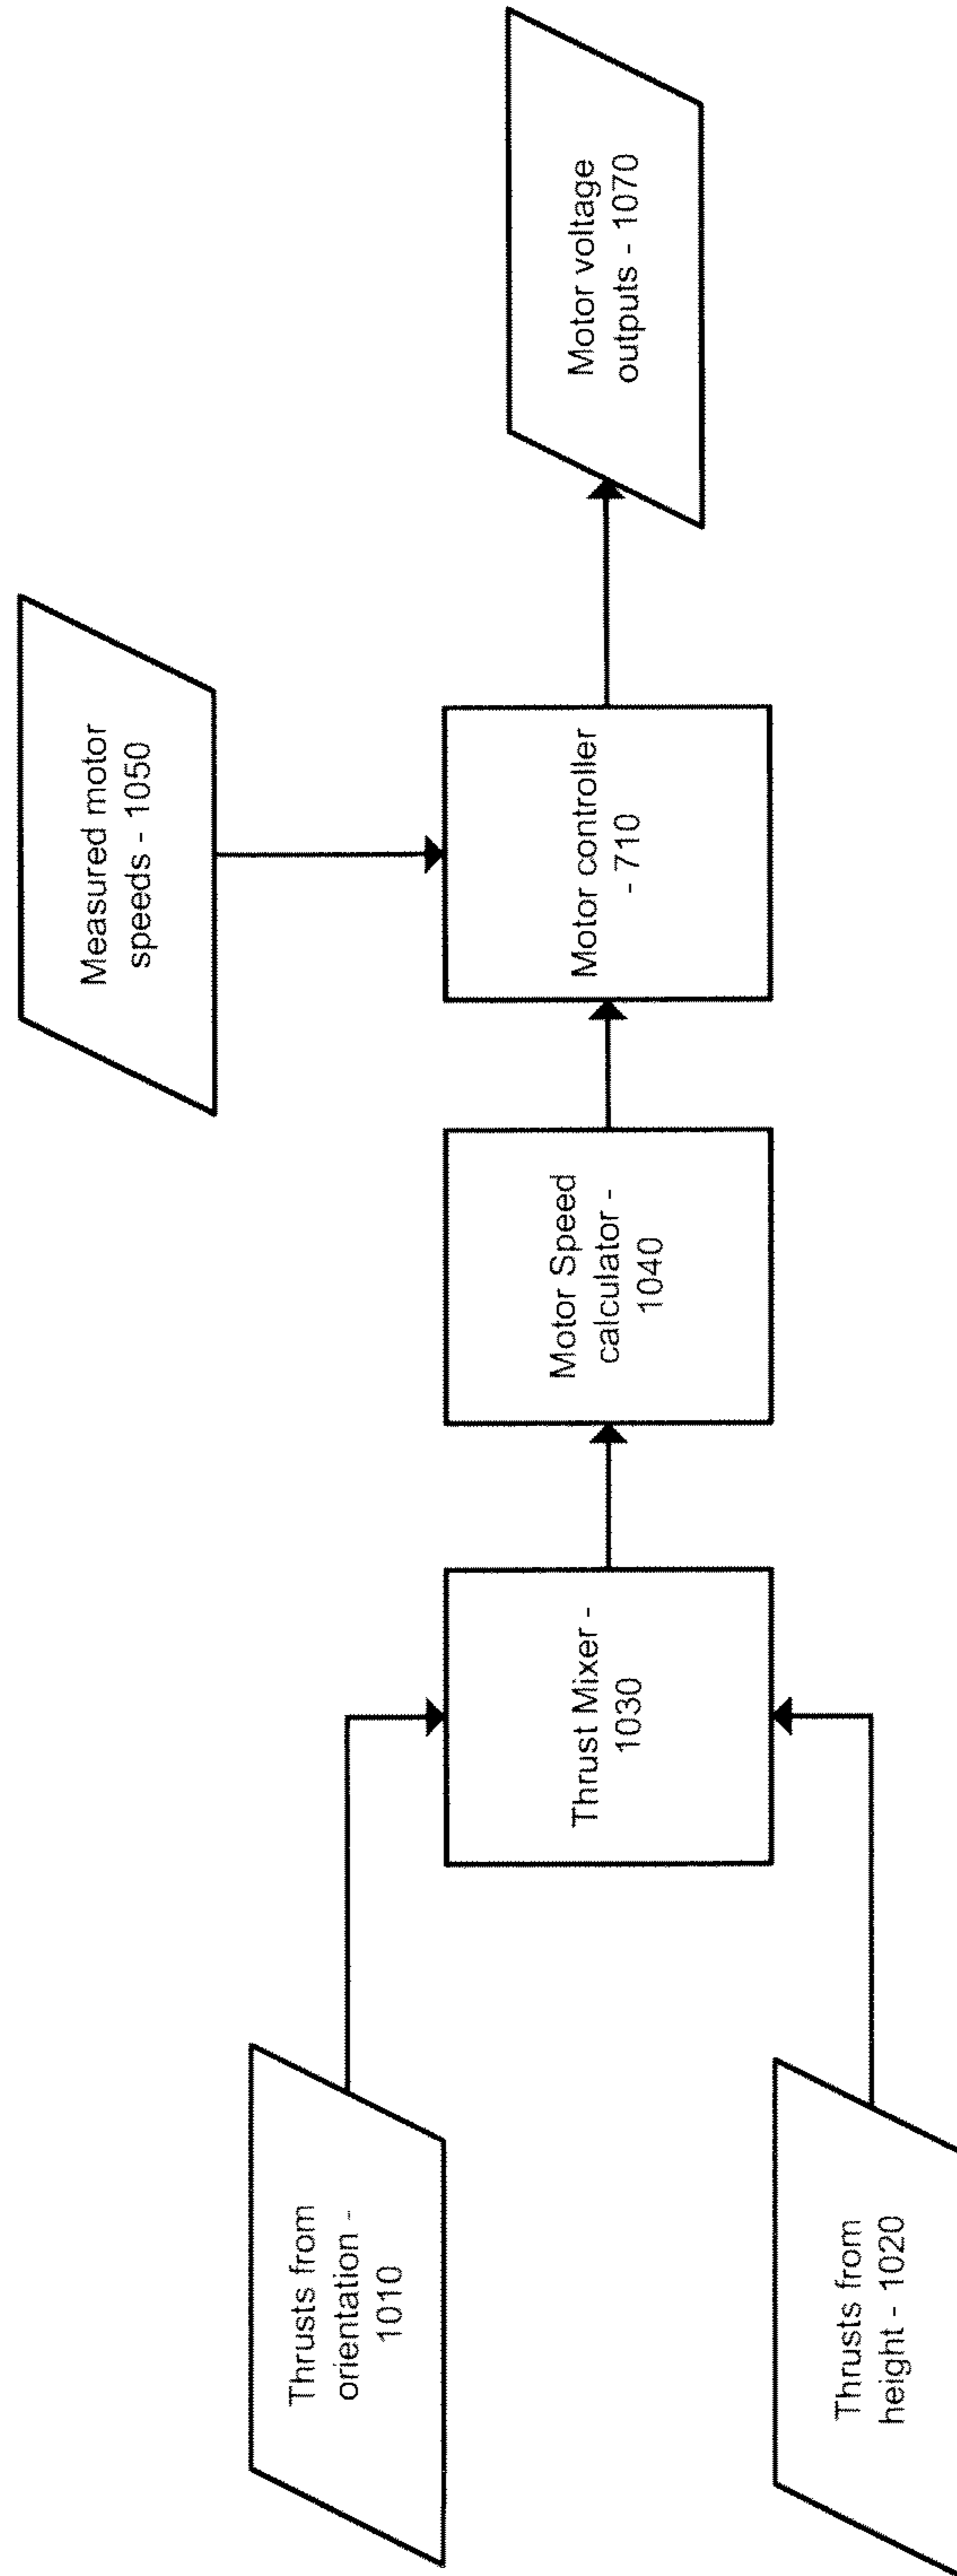 Thrusts from
orientation -
1010
Thrusts from
height - 1020
Thrust Mixer -
1030
Motor Speed
calculator -
1040
Measured motor
speeds - 1050
Motor controller
- 710
Motor voltage
outputs - 1070